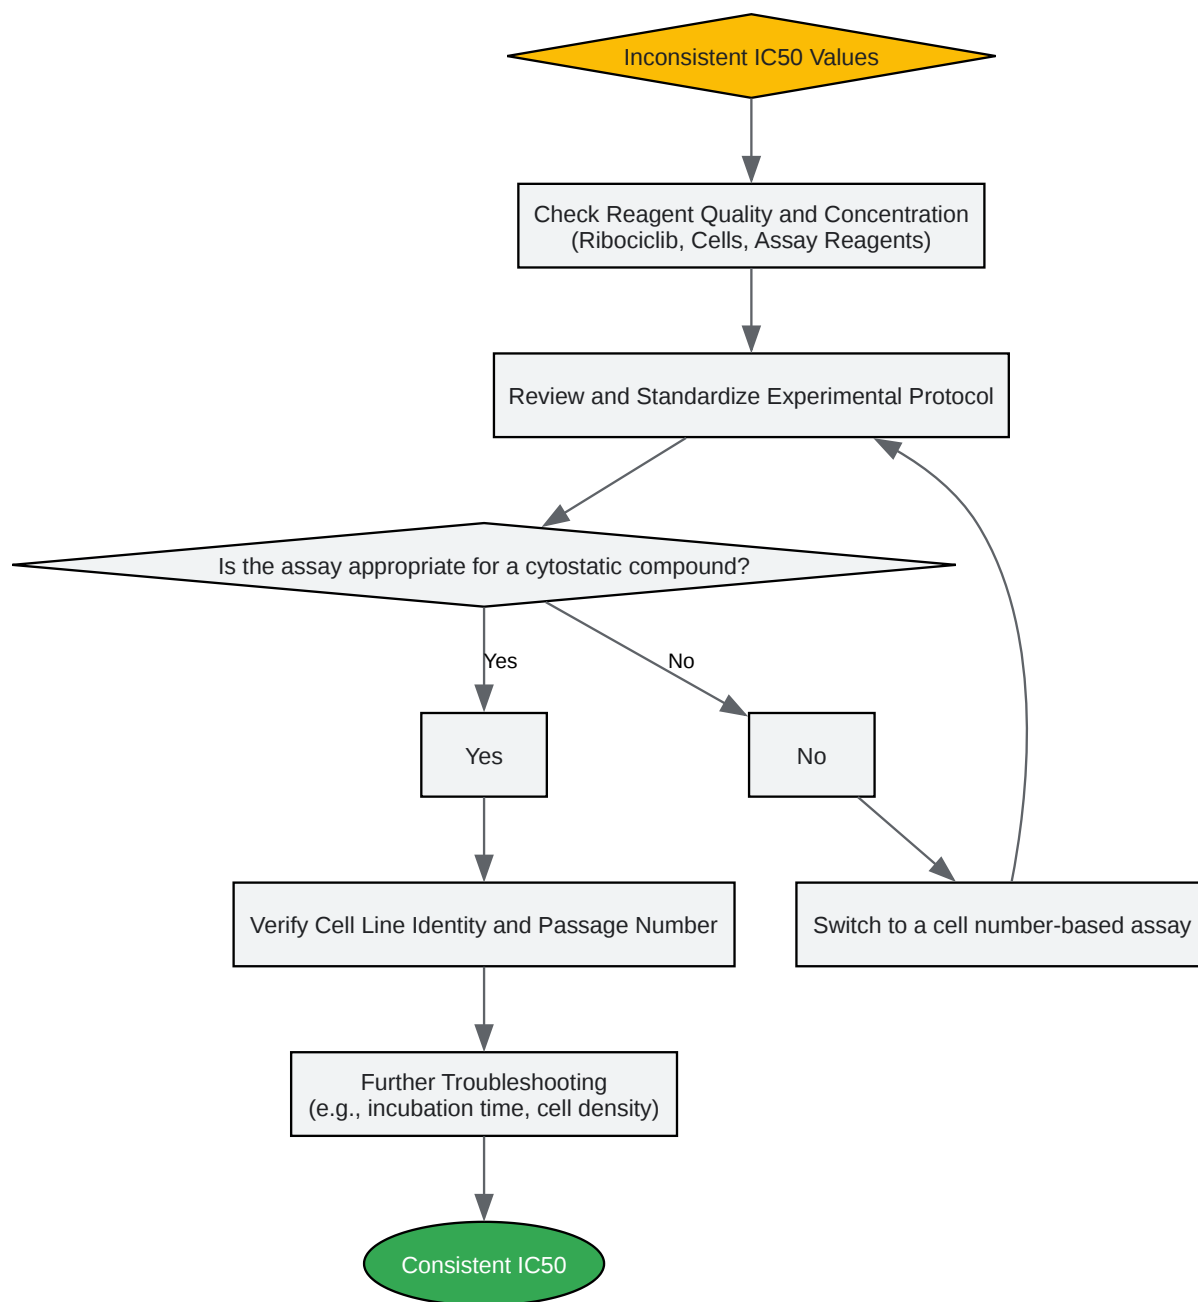 Inconsistent IC50 Values
Check Reagent Quality and Concentration
(Ribociclib, Cells, Assay Reagents)
Review and Standardize Experimental Protocol
Is the assay appropriate for a cytostatic compound?
Yes
No
Yes
No
Verify Cell Line Identity and Passage Number
Switch to a cell number-based assay
Further Troubleshooting
(e.g., incubation time, cell density)
Consistent IC50